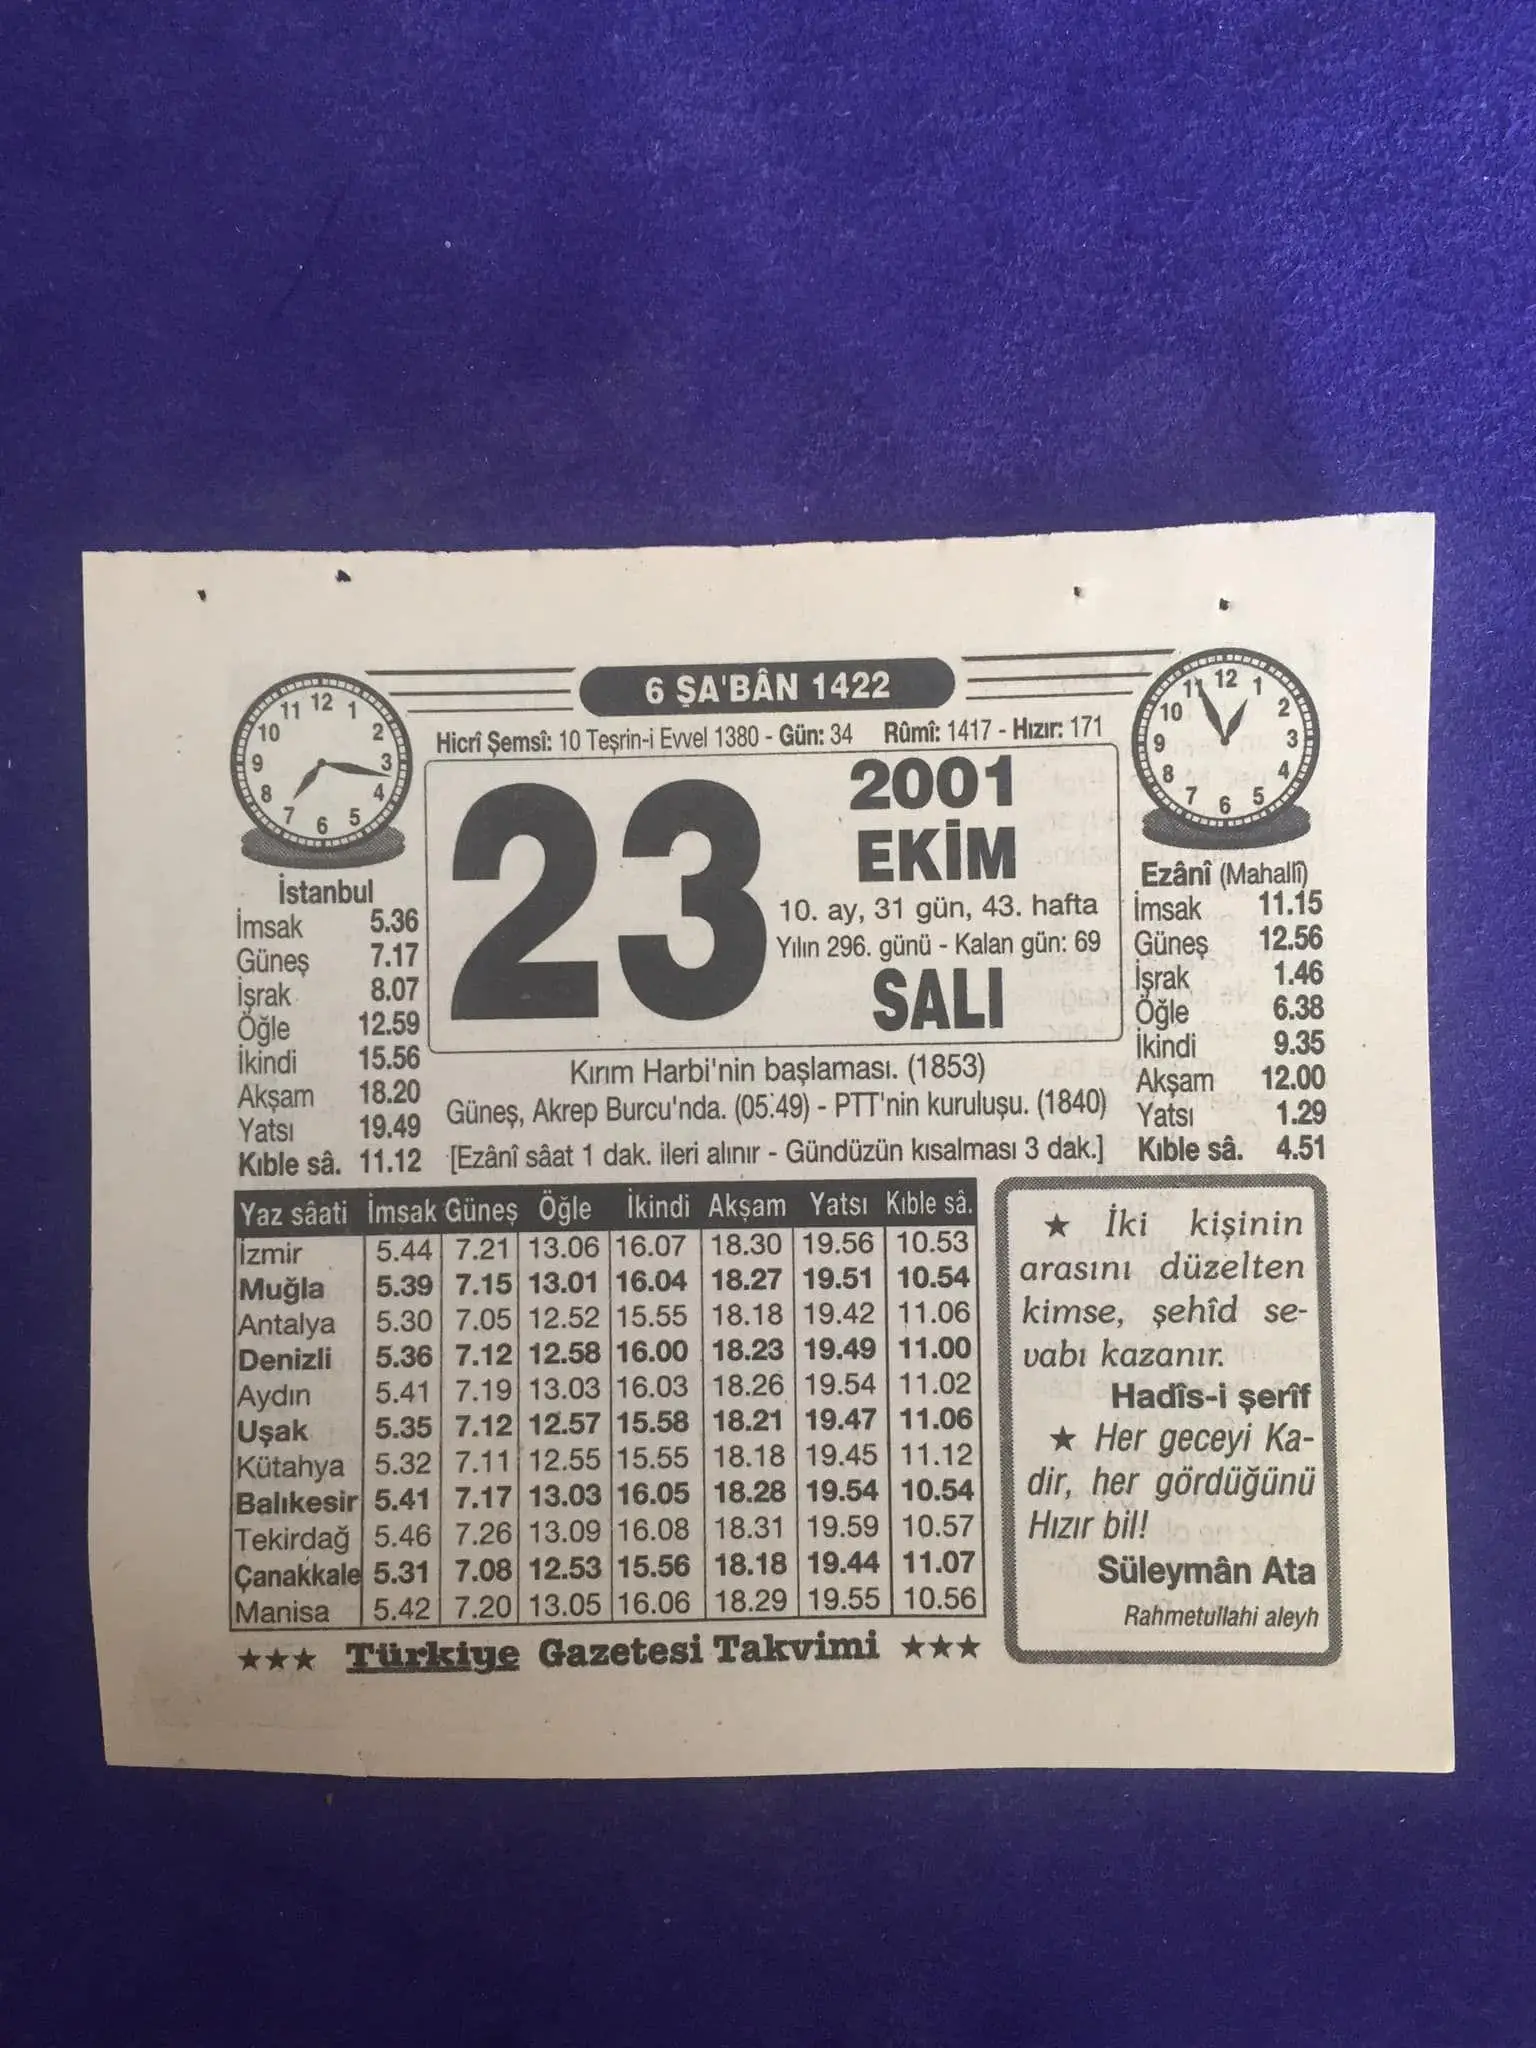 6 ŞA'BÂN 1422
Hicrî Şemsî: 10 Teşrin-i Evvel 1380 - Gün: 34 Rûmî: 1417 - Hızır: 171
12 1 2 3 4 5 6 7 8 9 10 11
12 1 2 3 4 5 6 7 8 9 10 11
23
2001
EKİM
10. ay, 31 gün, 43. hafta
Yılın 296. günü - Kalan gün: 69
SALI
İstanbul
İmsak 5.36
Güneş 7.17
İşrak 8.07
Öğle 12.59
İkindi 15.56
Akşam 18.20
Yatsı 19.49
Kıble sâ. 11.12
Ezânî (Mahallî)
İmsak 11.15
Güneş 12.56
İşrak 1.46
Öğle 6.38
İkindi 9.35
Akşam 12.00
Yatsı 1.29
Kıble sâ. 4.51
Kırım Harbi'nin başlaması. (1853)
Güneş, Akrep Burcu'nda. (05:49) - PTT'nin kuruluşu. (1840)
[Ezânî sâat 1 dak. ileri alınır - Gündüzün kısalması 3 dak.]
Yaz sâati İmsak Güneş Öğle İkindi Akşam Yatsı Kıble sâ.
İzmir 5.44 7.21 13.06 16.07 18.30 19.56 10.53
Muğla 5.39 7.15 13.01 16.04 18.27 19.51 10.54
Antalya 5.30 7.05 12.52 15.55 18.18 19.42 11.06
Denizli 5.36 7.12 12.58 16.00 18.23 19.49 11.00
Aydın 5.41 7.19 13.03 16.03 18.26 19.54 11.02
Uşak 5.35 7.12 12.57 15.58 18.21 19.47 11.06
Kütahya 5.32 7.11 12.55 15.55 18.18 19.45 11.12
Balıkesir 5.41 7.17 13.03 16.05 18.28 19.54 10.54
Tekirdağ 5.46 7.26 13.09 16.08 18.31 19.59 10.57
Çanakkale 5.31 7.08 12.53 15.56 18.18 19.44 11.07
Manisa 5.42 7.20 13.05 16.06 18.29 19.55 10.56
★★★ Türkiye Gazetesi Takvimi ★★★
★ İki kişinin
arasını düzelten
kimse, şehîd se-
vabı kazanır.
Hadîs-i şerîf
★ Her geceyi Ka-
dir, her gördüğünü
Hızır bil!
Süleymân Ata
Rahmetullahi aleyh